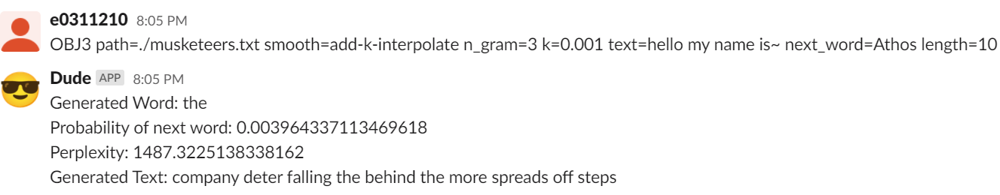 e0311210 8:05 PM
OBJ3 path=./musketeers.txt smooth=add-k-interpolate n_gram=3 k=0.001 text=hello my name is~ next_word=Athos length=10
Dude APP 8:05 PM
Generated Word: the
Probability of next word: 0.003964337113469618
Perplexity: 1487.3225138338162
Generated Text: company deter falling the behind the more spreads off steps